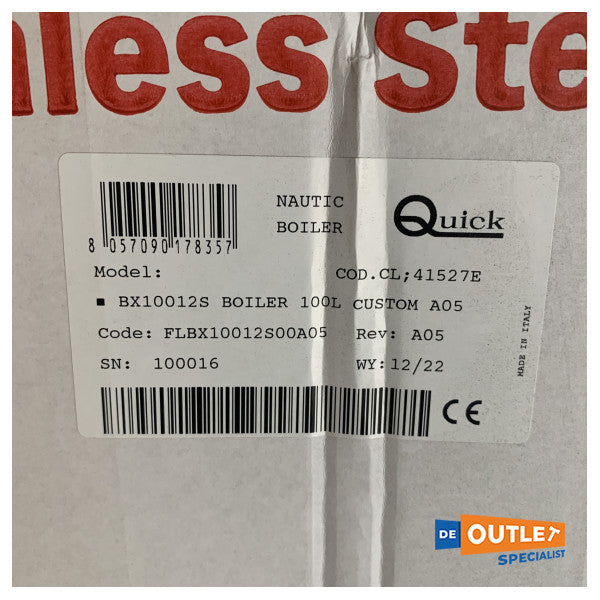 nless Ste
NAUTIC
BOILER
Quick
8 057090 178357
Model: COD.CL;41527E
▪ BX10012S BOILER 100L CUSTOM A05
Code: FLBX10012S00A05 Rev: A05
SN: 100016 WY:12/22
CE
MADE IN ITALY
DE OUTLET
SPECIALIST